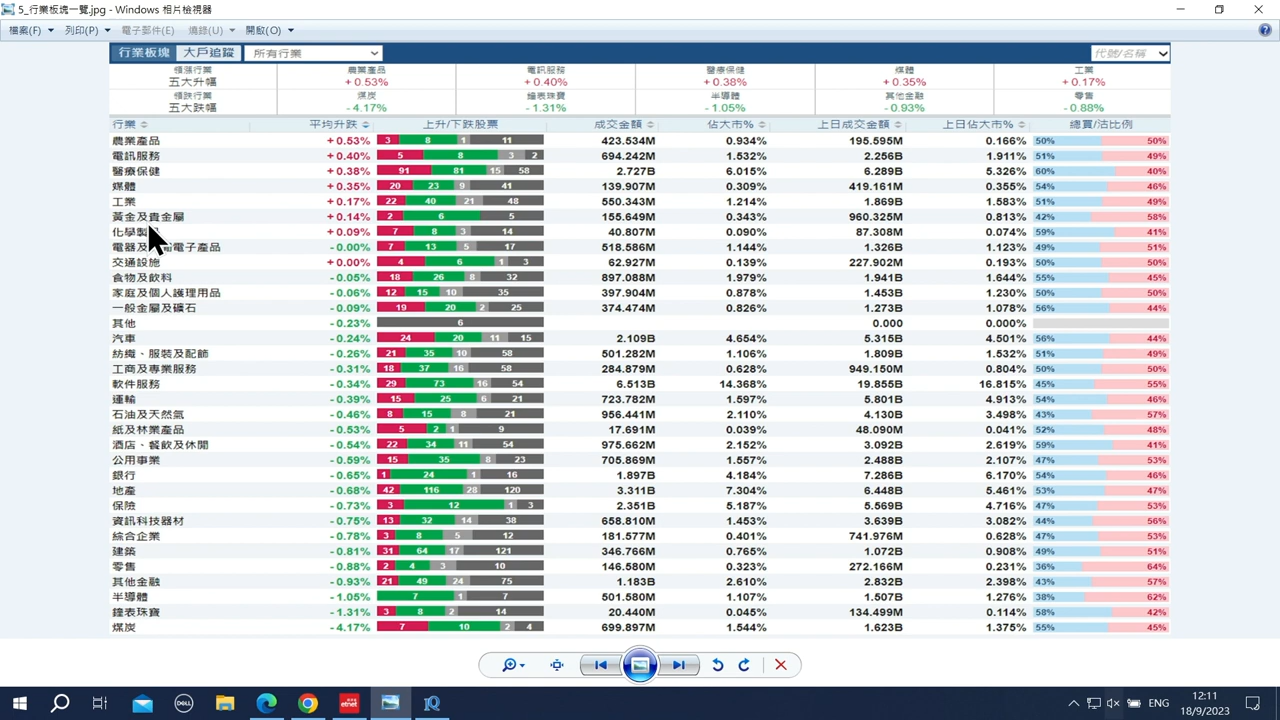 5_行業板塊一覽.jpg - Windows 相片檢視器
檔案(F) 列印(P) 電子郵件(E) 燒錄(U) 開啟(O)
行業板塊 大戶追蹤 所有行業 代號/名稱
領漲行業 農業產品 電訊服務 醫療保健 媒體 工業
五大升幅 + 0.53% + 0.40% + 0.38% + 0.35% + 0.17%
領跌行業 煤炭 鐘表珠寶 半導體 其他金融 零售
五大跌幅 - 4.17% - 1.31% - 1.05% - 0.93% - 0.88%
行業 平均升跌 上升/下跌股票 成交金額 佔大市% 上日成交金額 上日佔大市% 總買/沽比例
農業產品 + 0.53% 3 8 1 11 423.534M 0.934% 195.595M 0.166% 50% 50%
電訊服務 + 0.40% 5 8 3 2 694.242M 1.532% 2.256B 1.911% 51% 49%
醫療保健 + 0.38% 91 81 15 58 2.727B 6.015% 6.289B 5.326% 60% 40%
媒體 + 0.35% 20 23 9 41 139.907M 0.309% 419.161M 0.355% 54% 46%
工業 + 0.17% 22 40 21 48 550.343M 1.214% 1.869B 1.583% 51% 49%
黃金及貴金屬 + 0.14% 2 6 5 155.649M 0.343% 960.325M 0.813% 42% 58%
化學製 + 0.09% 7 8 3 14 40.807M 0.090% 87.308M 0.074% 59% 41%
電器及 電子產品 - 0.00% 7 13 5 17 518.586M 1.144% 1.326B 1.123% 49% 51%
交通設施 + 0.00% 4 6 1 3 62.927M 0.139% 227.902M 0.193% 50% 50%
食物及飲料 - 0.05% 18 26 8 32 897.088M 1.979% 1.941B 1.644% 55% 45%
家庭及個人護理用品 - 0.06% 12 15 10 35 397.904M 0.878% 1.453B 1.230% 50% 50%
一般金屬及礦石 - 0.09% 19 20 2 25 374.474M 0.826% 1.273B 1.078% 56% 44%
其他 - 0.23% 6 0.000 0.000%
汽車 - 0.24% 24 20 11 15 2.109B 4.654% 5.315B 4.501% 56% 44%
紡織、服裝及配飾 - 0.26% 21 35 10 58 501.282M 1.106% 1.809B 1.532% 51% 49%
工商及專業服務 - 0.31% 18 37 16 58 284.879M 0.628% 949.150M 0.804% 50% 50%
軟件服務 - 0.34% 29 73 16 54 6.513B 14.368% 19.855B 16.815% 45% 55%
運輸 - 0.39% 15 25 6 21 723.782M 1.597% 5.801B 4.913% 54% 46%
石油及天然氣 - 0.46% 8 15 8 21 956.441M 2.110% 4.130B 3.498% 43% 57%
紙及林業產品 - 0.53% 5 2 1 9 17.691M 0.039% 48.090M 0.041% 52% 48%
酒店、餐飲及休閒 - 0.54% 22 34 11 54 975.662M 2.152% 3.092B 2.619% 59% 41%
公用事業 - 0.59% 15 35 8 23 705.869M 1.557% 2.488B 2.107% 47% 53%
銀行 - 0.65% 1 24 1 16 1.897B 4.184% 7.286B 6.170% 54% 46%
地產 - 0.68% 42 116 28 120 3.311B 7.304% 6.448B 5.461% 53% 47%
保險 - 0.73% 3 12 1 3 2.351B 5.187% 5.569B 4.716% 47% 53%
資訊科技器材 - 0.75% 13 32 14 38 658.810M 1.453% 3.639B 3.082% 44% 56%
綜合企業 - 0.78% 3 8 5 12 181.577M 0.401% 741.976M 0.628% 47% 53%
建築 - 0.81% 31 64 17 121 346.766M 0.765% 1.072B 0.908% 49% 51%
零售 - 0.88% 2 4 3 10 146.580M 0.323% 272.166M 0.231% 36% 64%
其他金融 - 0.93% 21 49 24 75 1.183B 2.610% 2.832B 2.398% 43% 57%
半導體 - 1.05% 7 1 7 501.580M 1.107% 1.507B 1.276% 38% 62%
鐘表珠寶 - 1.31% 3 8 2 14 20.440M 0.045% 134.499M 0.114% 58% 42%
煤炭 - 4.17% 7 10 2 4 699.897M 1.544% 1.623B 1.375% 55% 45%
DELL etnet IQ ENG 12:11
18/9/2023